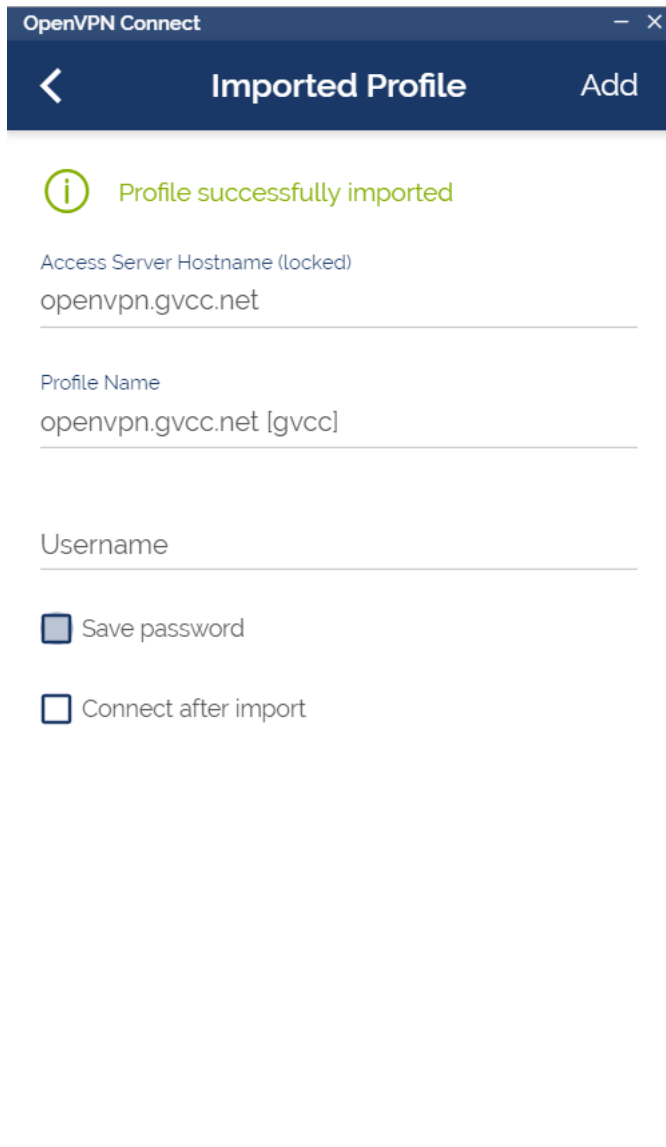 OpenVPN Connect
Imported Profile Add
Profile successfully imported
Access Server Hostname (locked)
openvpn.gvcc.net
Profile Name
openvpn.gvcc.net [gvcc]
Username
Save password
Connect after import